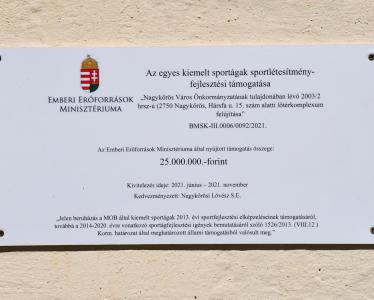 Az egyes kiemelt sportágak sportlétesítmény-
fejlesztési támogatása
EMBERI ERŐFORRÁSOK
MINISZTÉRIUMA
„Nagykőrös Város Önkormányzatának tulajdonában lévő 2003/2
hrsz-ú (2750 Nagykőrös, Hársfa u. 15. szám alatti lőtérkomplexum
felújítása”
BMSK-III.0006/0092/2021.
Az Emberi Erőforrások Minisztériuma által nyújtott támogatás összege:
25.000.000.-forint
Kivitelezés ideje: 2021. június – 2021. november
Kedvezményezett: Nagykőrösi Lövész S.E.
„Jelen beruházás a MOB által kiemelt sportágak 2013. évi sportfejlesztési elképzeléseinek támogatásáról,
továbbá a 2014-2020. évre vonatkozó sportágfejlesztési igények bemutatásáról szóló 1526/2013. (VIII.12.)
Korm. határozat által meghatározott állami támogatásból valósult meg.”